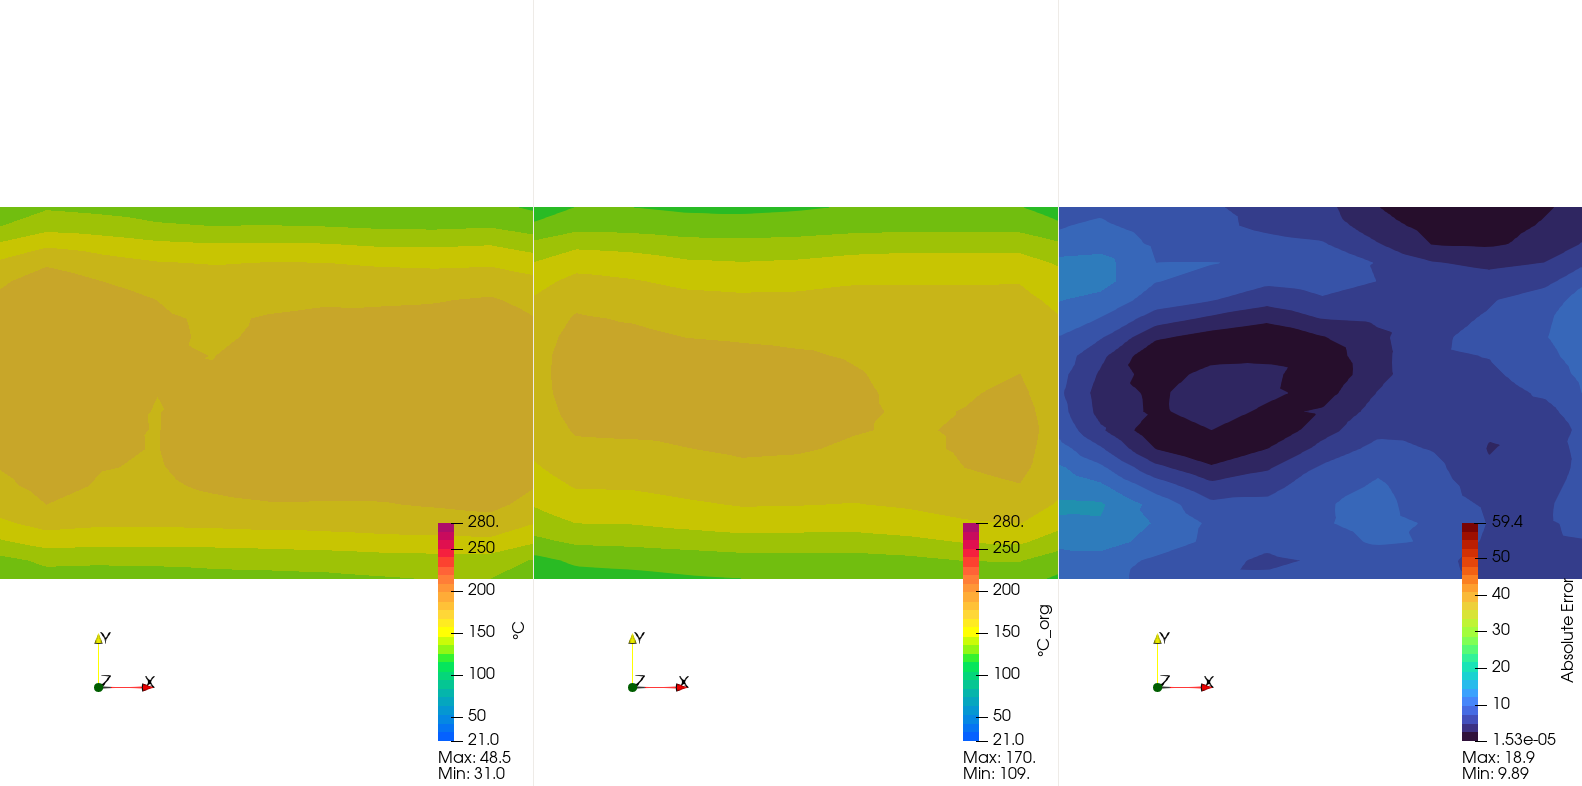 280.
250
200
150
100
50
21.0
°C
Max: 48.5
Min: 31.0
Y
Z
X
280.
250
200
150
100
50
21.0
°C_org
Max: 170.
Min: 109.
Y
Z
X
59.4
50
40
30
20
10
1.53e-05
Absolute Error
Max: 18.9
Min: 9.89
Y
Z
X